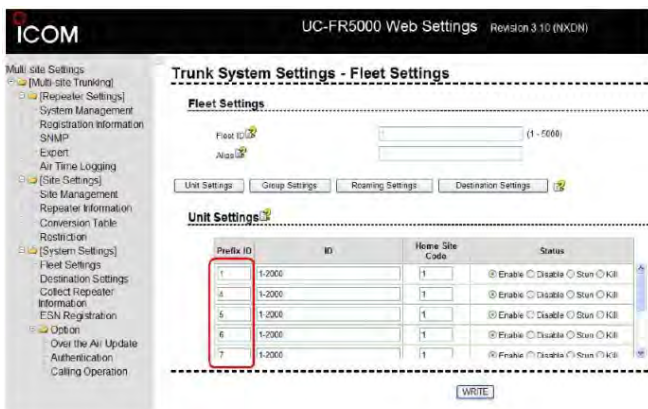 ICOM
UC-FR5000 Web Settings Revision 3.10 (NXDN)
Multi site Settings
[Multi-site Trunking]
[Repeater Settings]
System Management
Registration Information
SNMP
Expert
Air Time Logging
[Site Settings]
Site Management
Repeater Information
Conversion Table
Restriction
[System Settings]
Fleet Settings
Destination Settings
Collect Repeater
Information
ESN Registration
Option
Over the Air Update
Authentication
Calling Operation
Trunk System Settings - Fleet Settings
Fleet Settings
Fleet ID (1 - 5000)
Alias
Unit Settings Group Settings Roaming Settings Destination Settings
Unit Settings
Prefix ID ID Home Site Code Status
1 1-2000 1 Enable Disable Stun Kill
4 1-2000 1 Enable Disable Stun Kill
5 1-2000 1 Enable Disable Stun Kill
6 1-2000 1 Enable Disable Stun Kill
7 1-2000 1 Enable Disable Stun Kill
WRITE